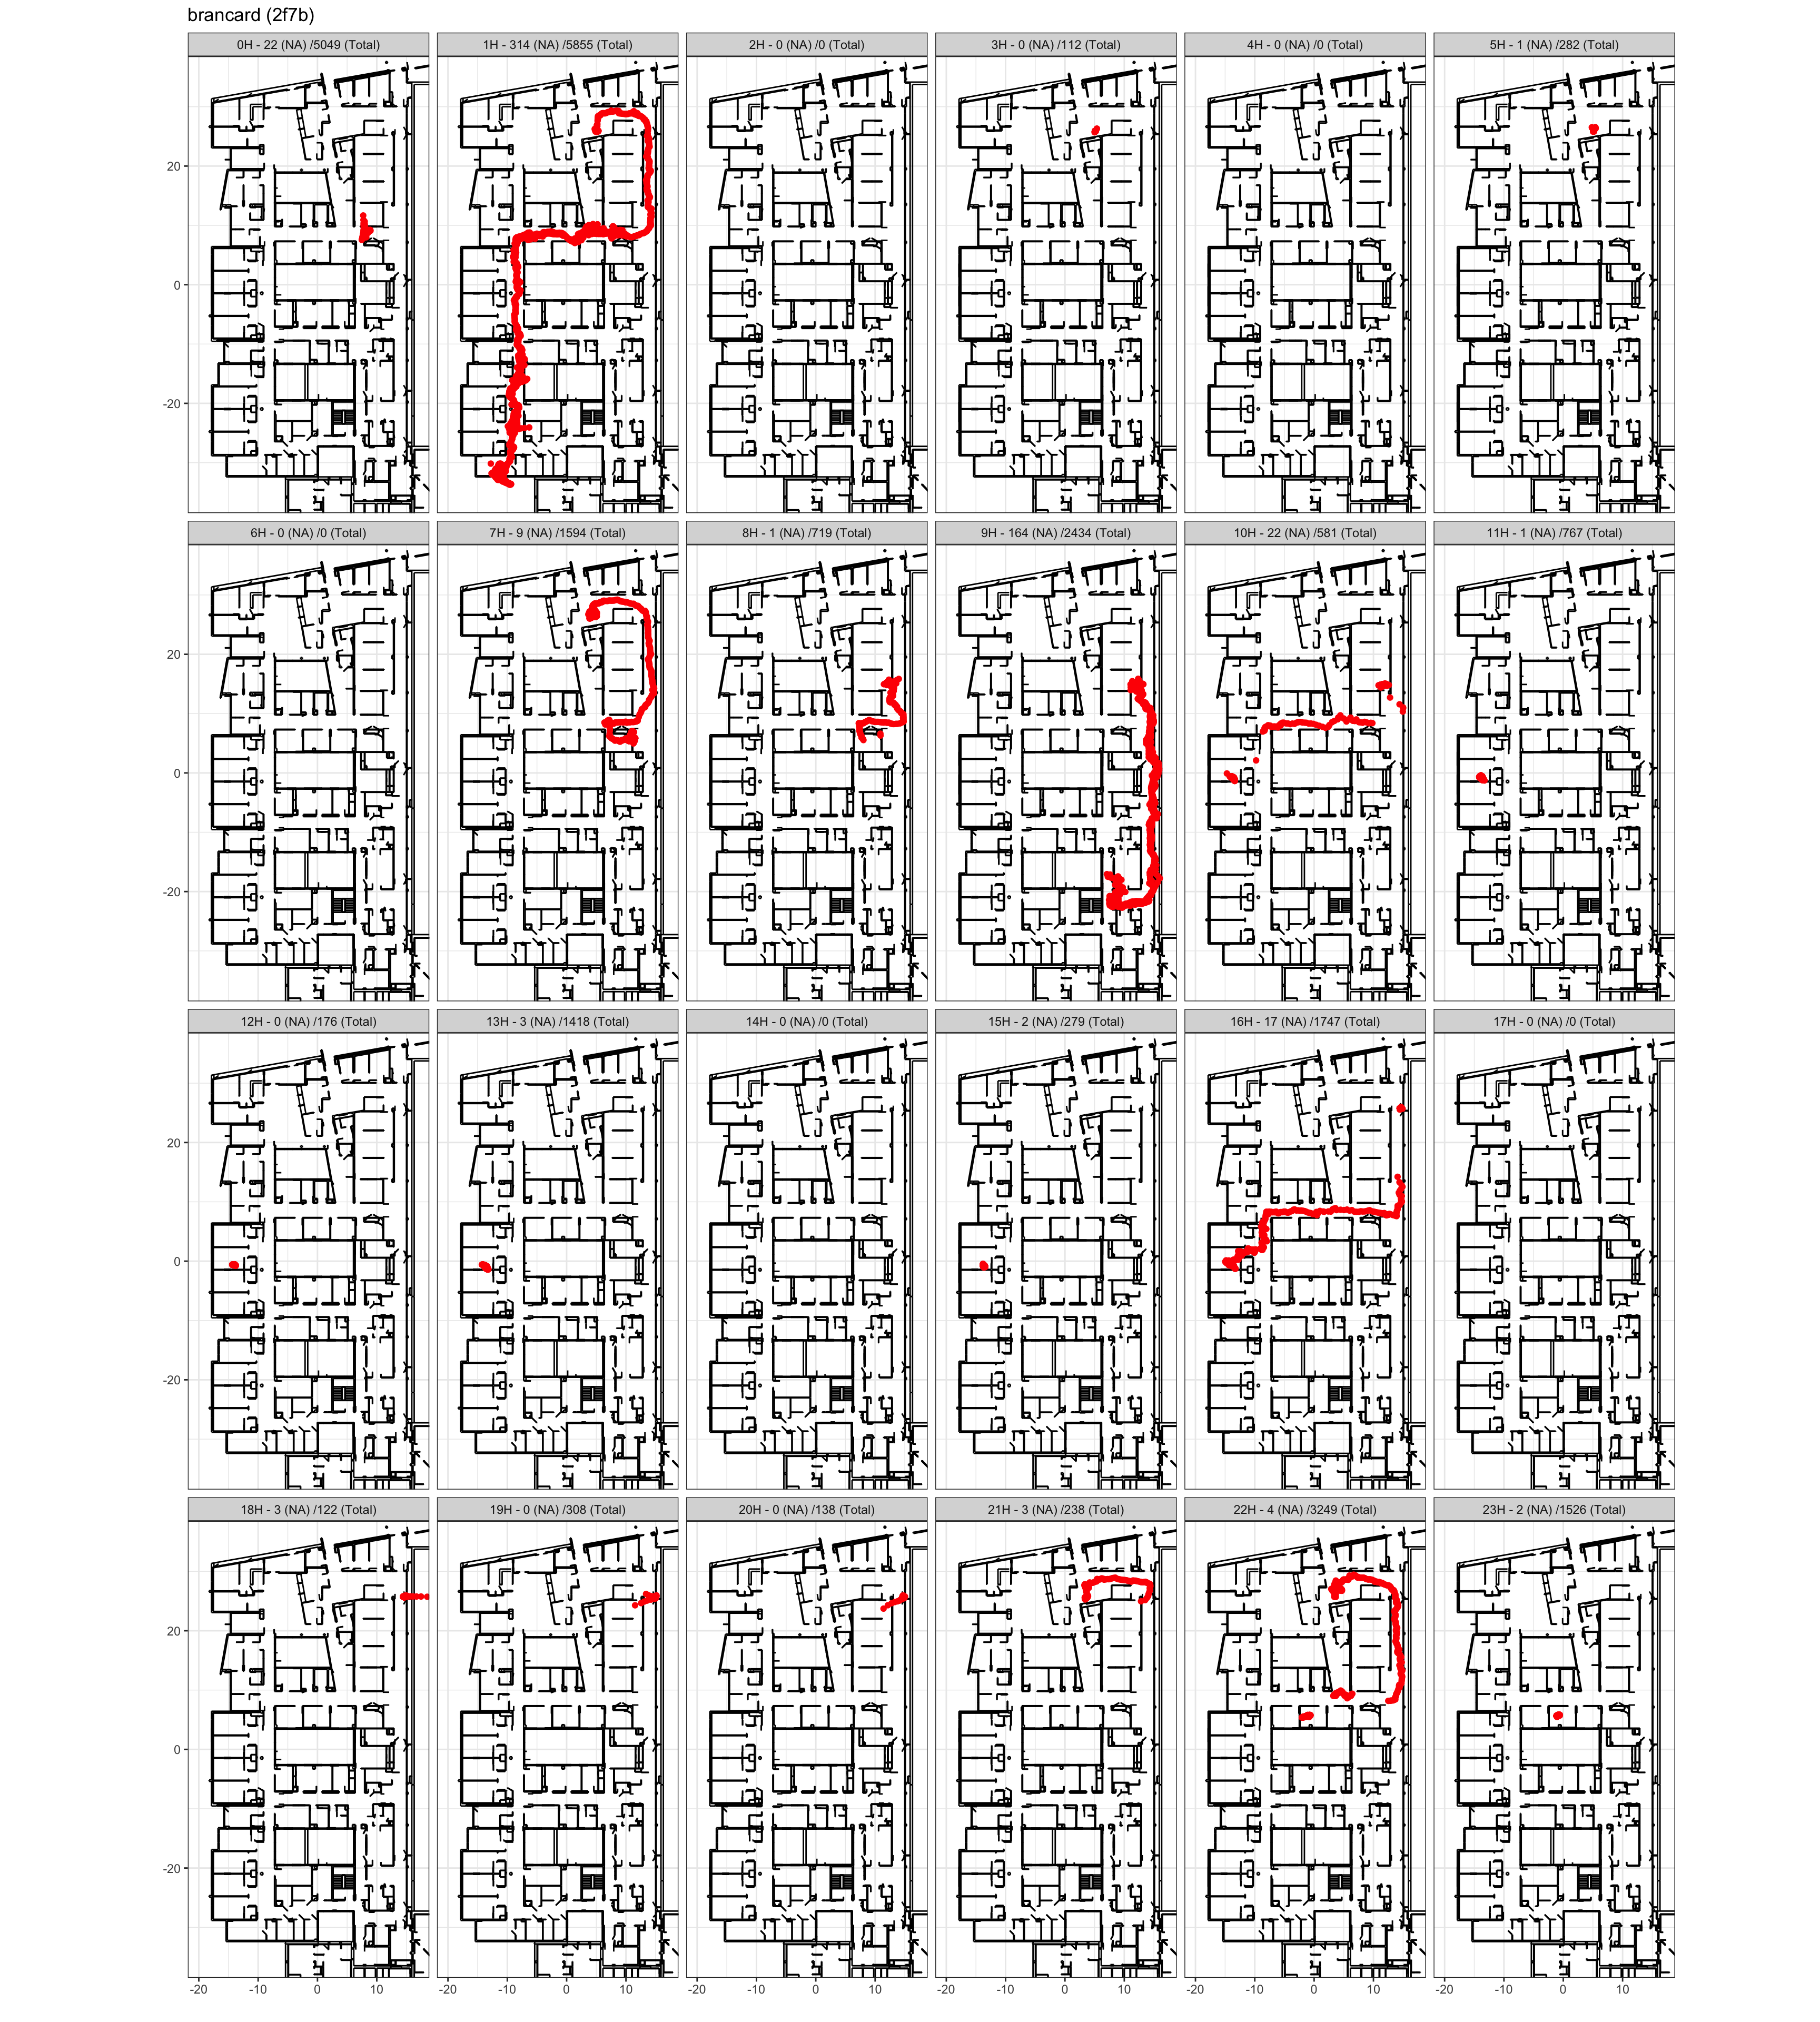 brancard (2f7b)
0H - 22 (NA) /5049 (Total) 1H - 314 (NA) /5855 (Total) 2H - 0 (NA) /0 (Total) 3H - 0 (NA) /112 (Total) 4H - 0 (NA) /0 (Total) 5H - 1 (NA) /282 (Total)
20
0
-20
6H - 0 (NA) /0 (Total) 7H - 9 (NA) /1594 (Total) 8H - 1 (NA) /719 (Total) 9H - 164 (NA) /2434 (Total) 10H - 22 (NA) /581 (Total) 11H - 1 (NA) /767 (Total)
20
0
-20
12H - 0 (NA) /176 (Total) 13H - 3 (NA) /1418 (Total) 14H - 0 (NA) /0 (Total) 15H - 2 (NA) /279 (Total) 16H - 17 (NA) /1747 (Total) 17H - 0 (NA) /0 (Total)
20
0
-20
18H - 3 (NA) /122 (Total) 19H - 0 (NA) /308 (Total) 20H - 0 (NA) /138 (Total) 21H - 3 (NA) /238 (Total) 22H - 4 (NA) /3249 (Total) 23H - 2 (NA) /1526 (Total)
20
0
-20
-20 -10 0 10 -20 -10 0 10 -20 -10 0 10 -20 -10 0 10 -20 -10 0 10 -20 -10 0 10